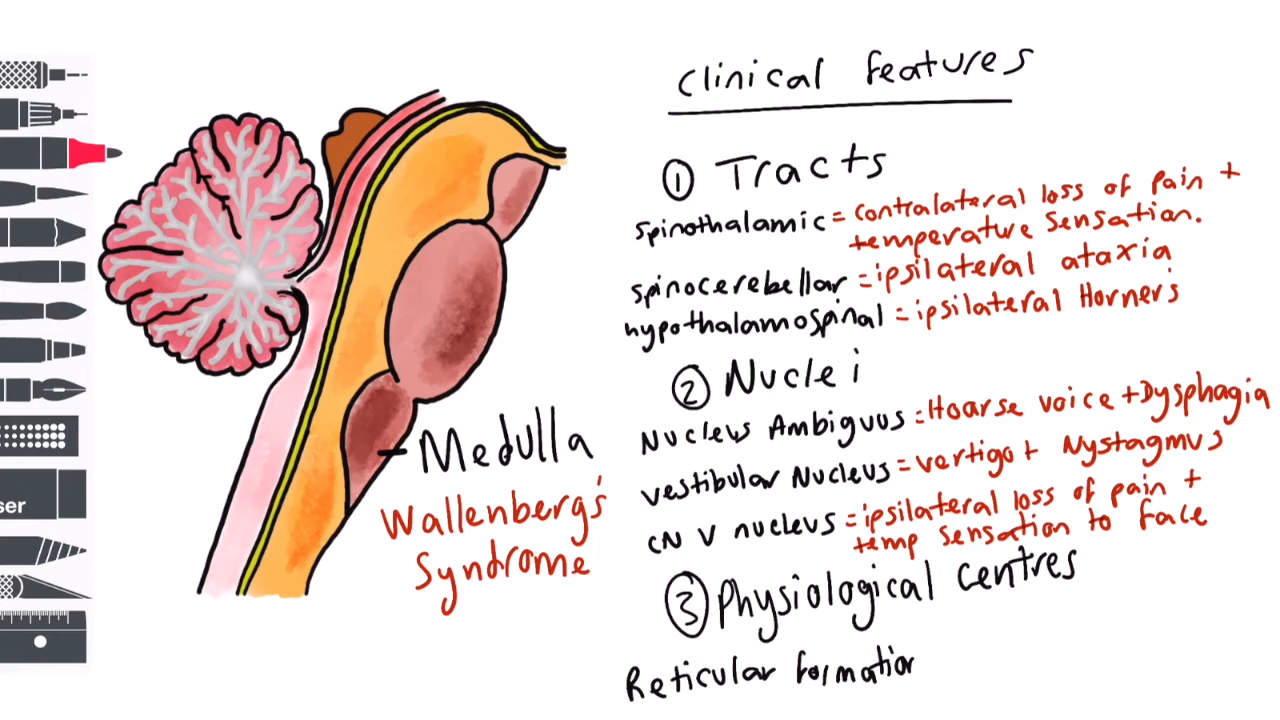 ser
Medulla
Wallenberg's
Syndrome
Clinical features
① Tracts
spinothalamic = contralateral loss of pain +
temperature sensation.
spinocerebellar = ipsilateral ataxia
hypothalamospinal = ipsilateral Horner's
② Nuclei
Nucleus Ambiguus = Hoarse voice + Dysphagia
vestibular Nucleus = vertigo + Nystagmus
CN V nucleus = ipsilateral loss of pain +
temp sensation to face
③ Physiological centres
Reticular formation